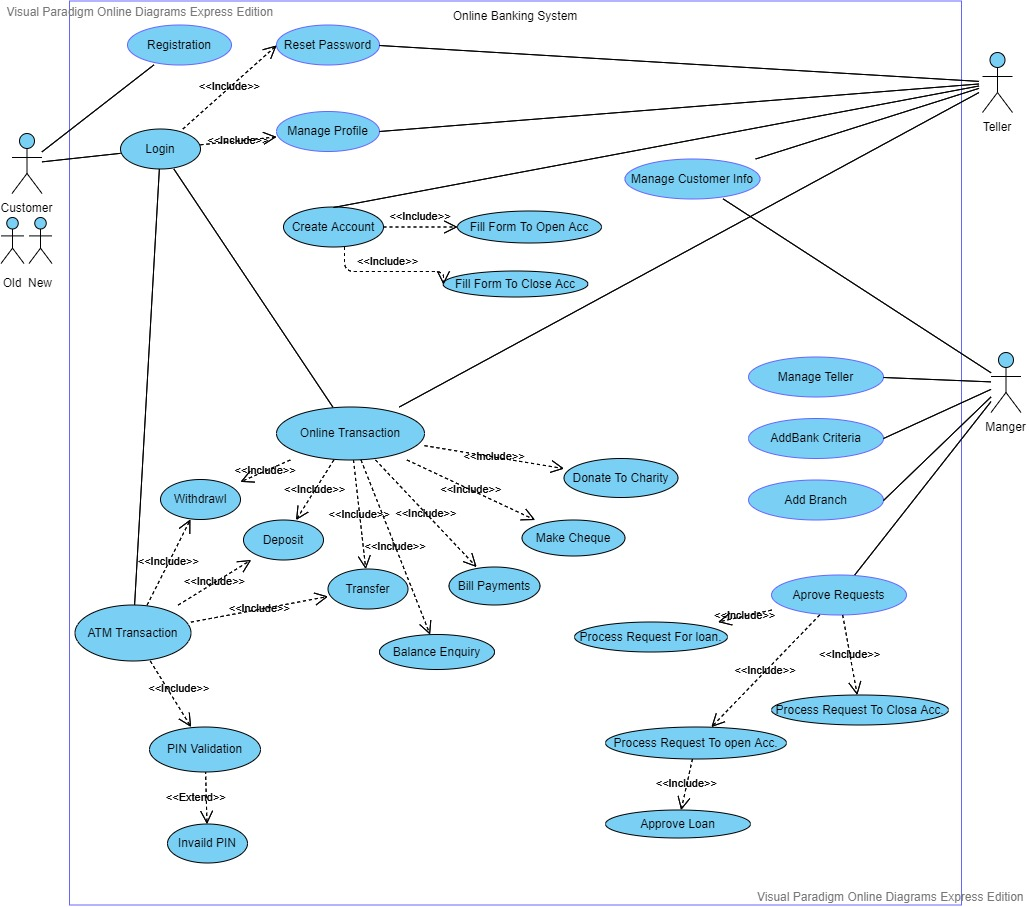 Visual Paradigm Online Diagrams Express Edition
Online Banking System
Registration
Reset Password
<<Include>>
Teller
Manage Profile
<<Include>>
Login
Customer
Manage Customer Info
Old New
Create Account
<<Include>>
Fill Form To Open Acc
<<Include>>
Fill Form To Close Acc
Manage Teller
Manger
AddBank Criteria
Add Branch
Online Transaction
<<Include>>
Donate To Charity
<<Include>>
Withdrawl
<<Include>>
<<Include>>
Make Cheque
<<Include>>
<<Include>>
Deposit
<<Include>>
<<Include>>
<<Include>>
Transfer
Bill Payments
<<Include>>
ATM Transaction
Balance Enquiry
Aprove Requests
<<Include>>
Process Request For loan.
<<Include>>
<<Include>>
Process Request To Closa Acc.
Process Request To open Acc.
<<Include>>
Approve Loan
<<Include>>
PIN Validation
<<Extend>>
Invaild PIN
Visual Paradigm Online Diagrams Express Edition